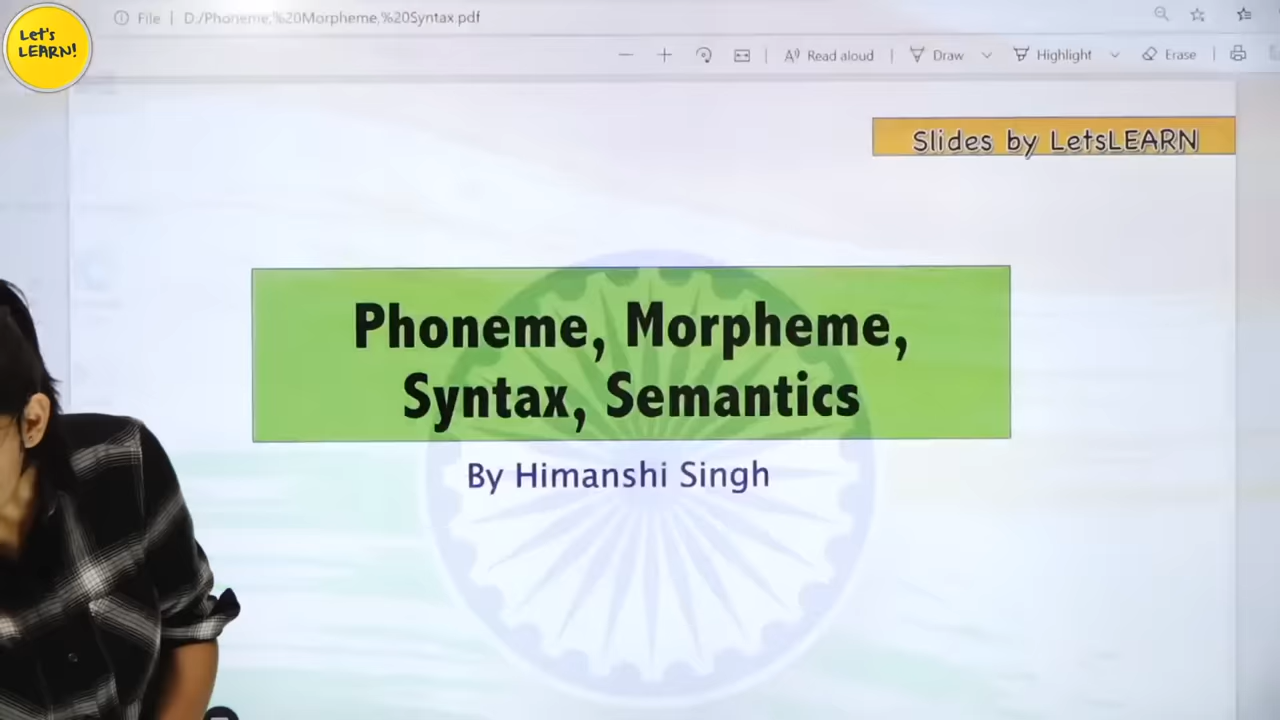 Let's
LEARN!
File | D:/Phoneme,%20Morpheme,%20Syntax.pdf
Read aloud
Draw
Highlight
Erase
Slides by LetsLEARN
Phoneme, Morpheme,
Syntax, Semantics
By Himanshi Singh